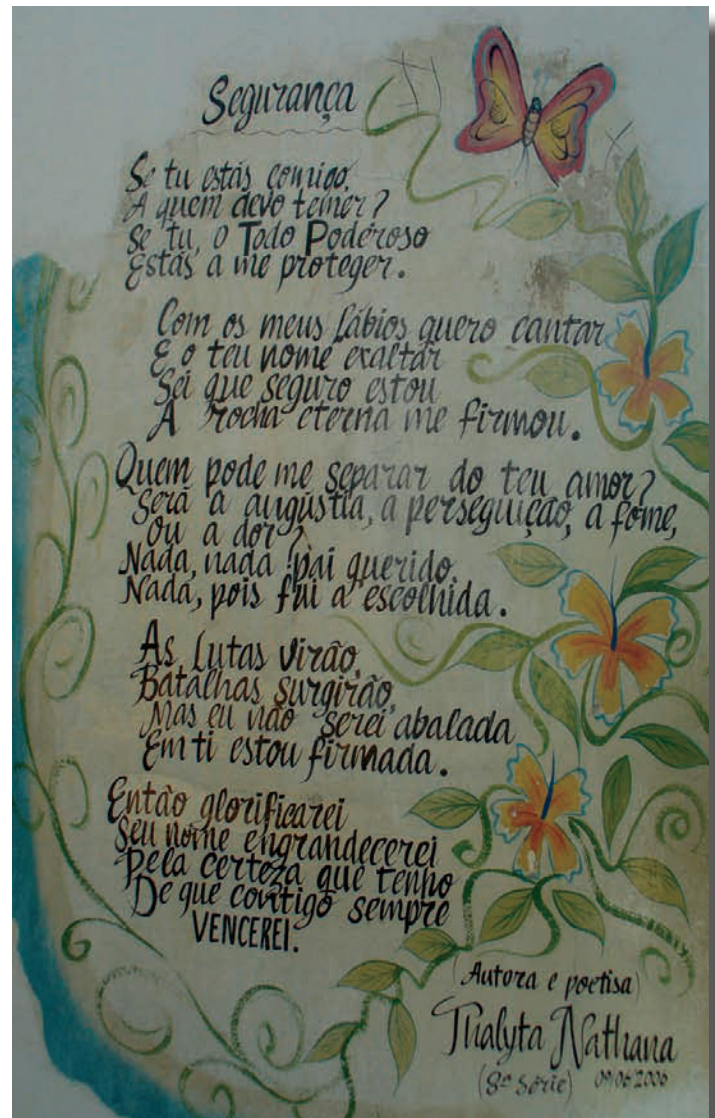 Segurança
Se tu estás comigo,
A quem devo temer?
Se tu, o Todo Poderoso
Estás a me proteger.
Com os meus lábios quero cantar
E o teu nome exaltar
Sei que seguro estou
A rocha eterna me firmou.
Quem pode me separar do teu amor?
Será a angústia, a perseguição, a fome,
ou a dor?
Nada, nada pai querido,
Nada, pois fui a escolhida.
As lutas virão,
Batalhas surgirão,
Mas eu não serei abalada
Em ti estou firmada.
Então glorificarei
Seu nome engrandecerei
Pela certeza que tenho
De que contigo sempre
VENCEREI.
(Autora e poetisa)
Thalyta Nathana
(8ª série) 09/06/2006